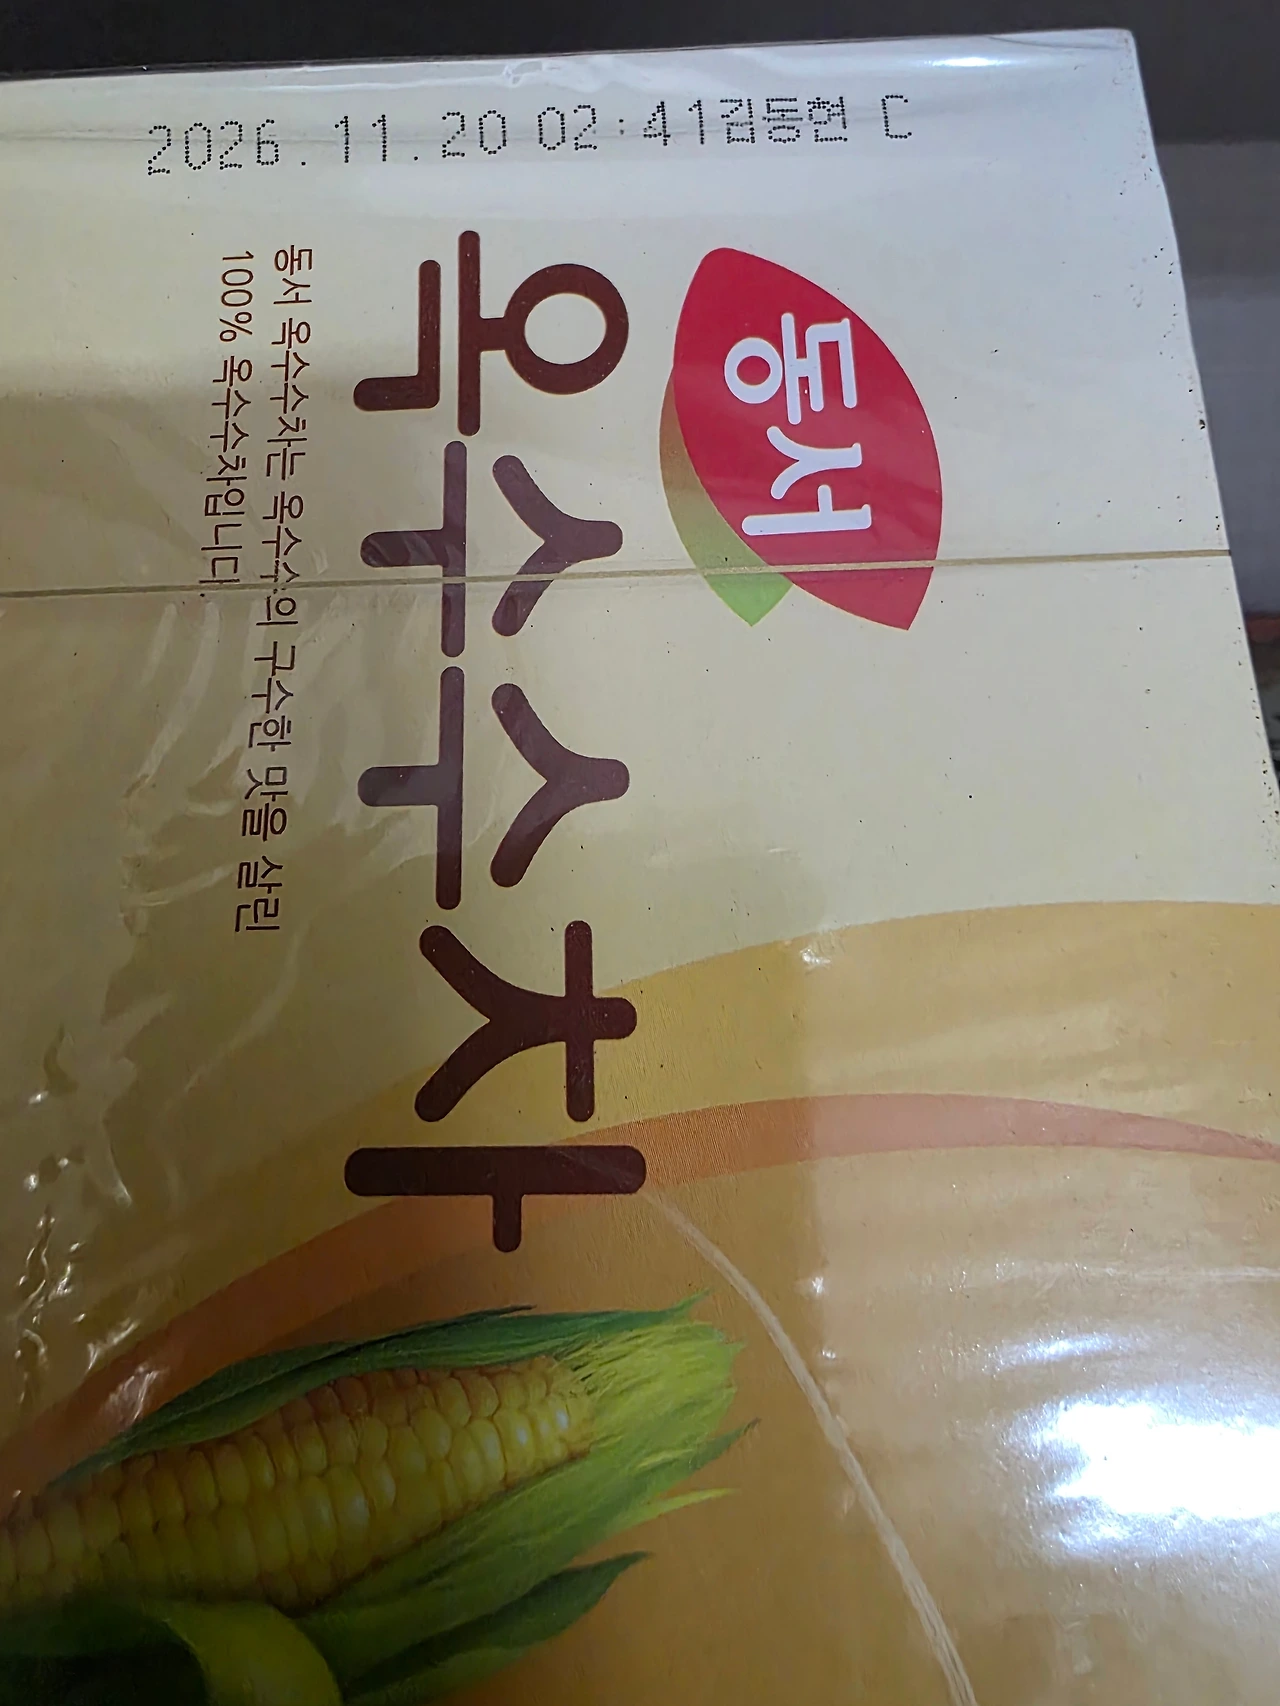 2026.11.20 02:41김동현 C
동서
옥수수차
동서 옥수수차는 옥수수의 구수한 맛을 살린
100% 옥수수차입니다.